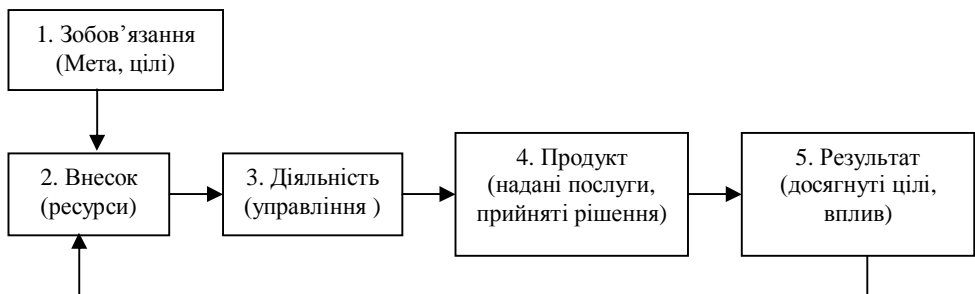 1. Зобов’язання
(Мета, цілі)
2. Внесок
(ресурси)
3. Діяльність
(управління )
4. Продукт
(надані послуги,
прийняті рішення)
5. Результат
(досягнуті цілі,
вплив)